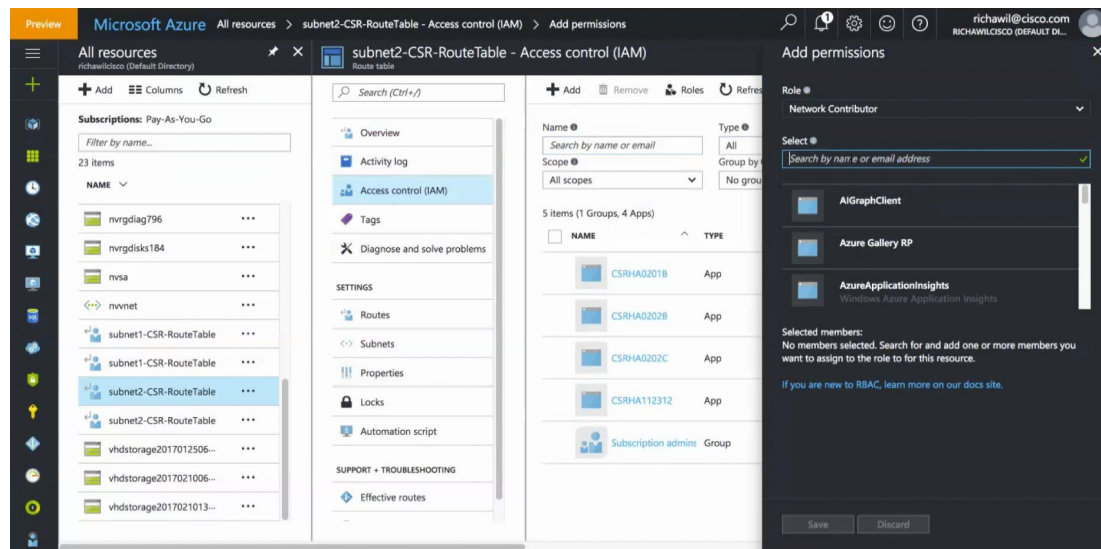 Preview
Microsoft Azure All resources > subnet2-CSR-RouteTable - Access control (IAM) > Add permissions
richawil@cisco.com
RICHAWILCISCO (DEFAULT DI...
All resources
richawilcisco (Default Directory)
Add Columns Refresh
Subscriptions: Pay-As-You-Go
Filter by name...
23 items
NAME
nvrgdiag796
nvrgdisks184
nvsa
nvvnet
subnet1-CSR-RouteTable
subnet1-CSR-RouteTable
subnet2-CSR-RouteTable
subnet2-CSR-RouteTable
vhdstorage2017012506...
vhdstorage2017021006...
vhdstorage2017021013...
subnet2-CSR-RouteTable - Access control (IAM)
Route table
Search (Ctrl+/)
Overview
Activity log
Access control (IAM)
Tags
Diagnose and solve problems
SETTINGS
Routes
Subnets
Properties
Locks
Automation script
SUPPORT + TROUBLESHOOTING
Effective routes
Add Remove Roles Refres
Name Type
Search by name or email All
Scope Group by
All scopes No grou
5 items (1 Groups, 4 Apps)
NAME TYPE
CSRHA0201B App
CSRHA0202B App
CSRHA0202C App
CSRHA112312 App
Subscription admins Group
Add permissions
Role
Network Contributor
Select
Search by name or email address
AIGraphClient
Azure Gallery RP
AzureApplicationInsights
Windows Azure Application Insights
Selected members:
No members selected. Search for and add one or more members you
want to assign to the role to for this resource.
If you are new to RBAC, learn more on our docs site.
Save Discard